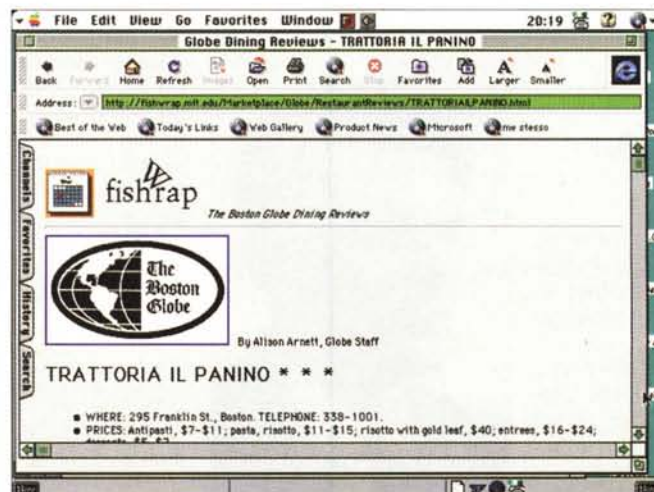 File Edit View Go Favorites Window 20:19
Globe Dining Reviews - TRATTORIA IL PANINO
Back Forward Home Refresh Images Open Print Search Stop Favorites Add Larger Smaller
Address: http://fishwrap.mit.edu/Marketplace/Globe/RestaurantReviews/TRATTORIAILPANINO.html
Best of the Web Today's Links Web Gallery Product News Microsoft me stesso
Channels
Favorites
History
Search
fishwrap
The Boston Globe Dining Reviews
The
Boston
Globe
By Alison Arnett, Globe Staff
TRATTORIA IL PANINO * * *
WHERE: 295 Franklin St., Boston. TELEPHONE: 338-1001.
PRICES: Antipasti, $7-$11; pasta, risotto, $11-$15; risotto with gold leaf, $40; entrees, $16-$24;